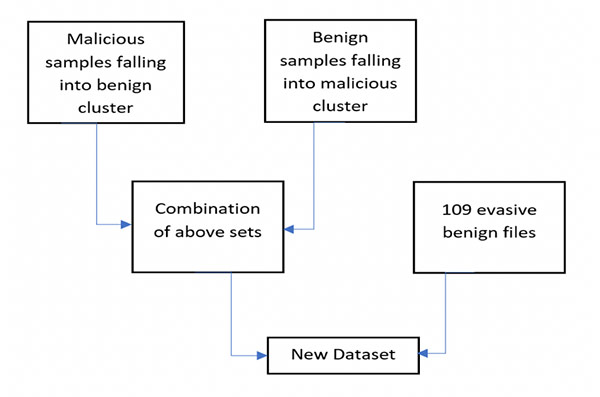 Malicious
samples falling
into benign
cluster
Benign
samples falling
into malicious
cluster
Combination
of above sets
109 evasive
benign files
New Dataset